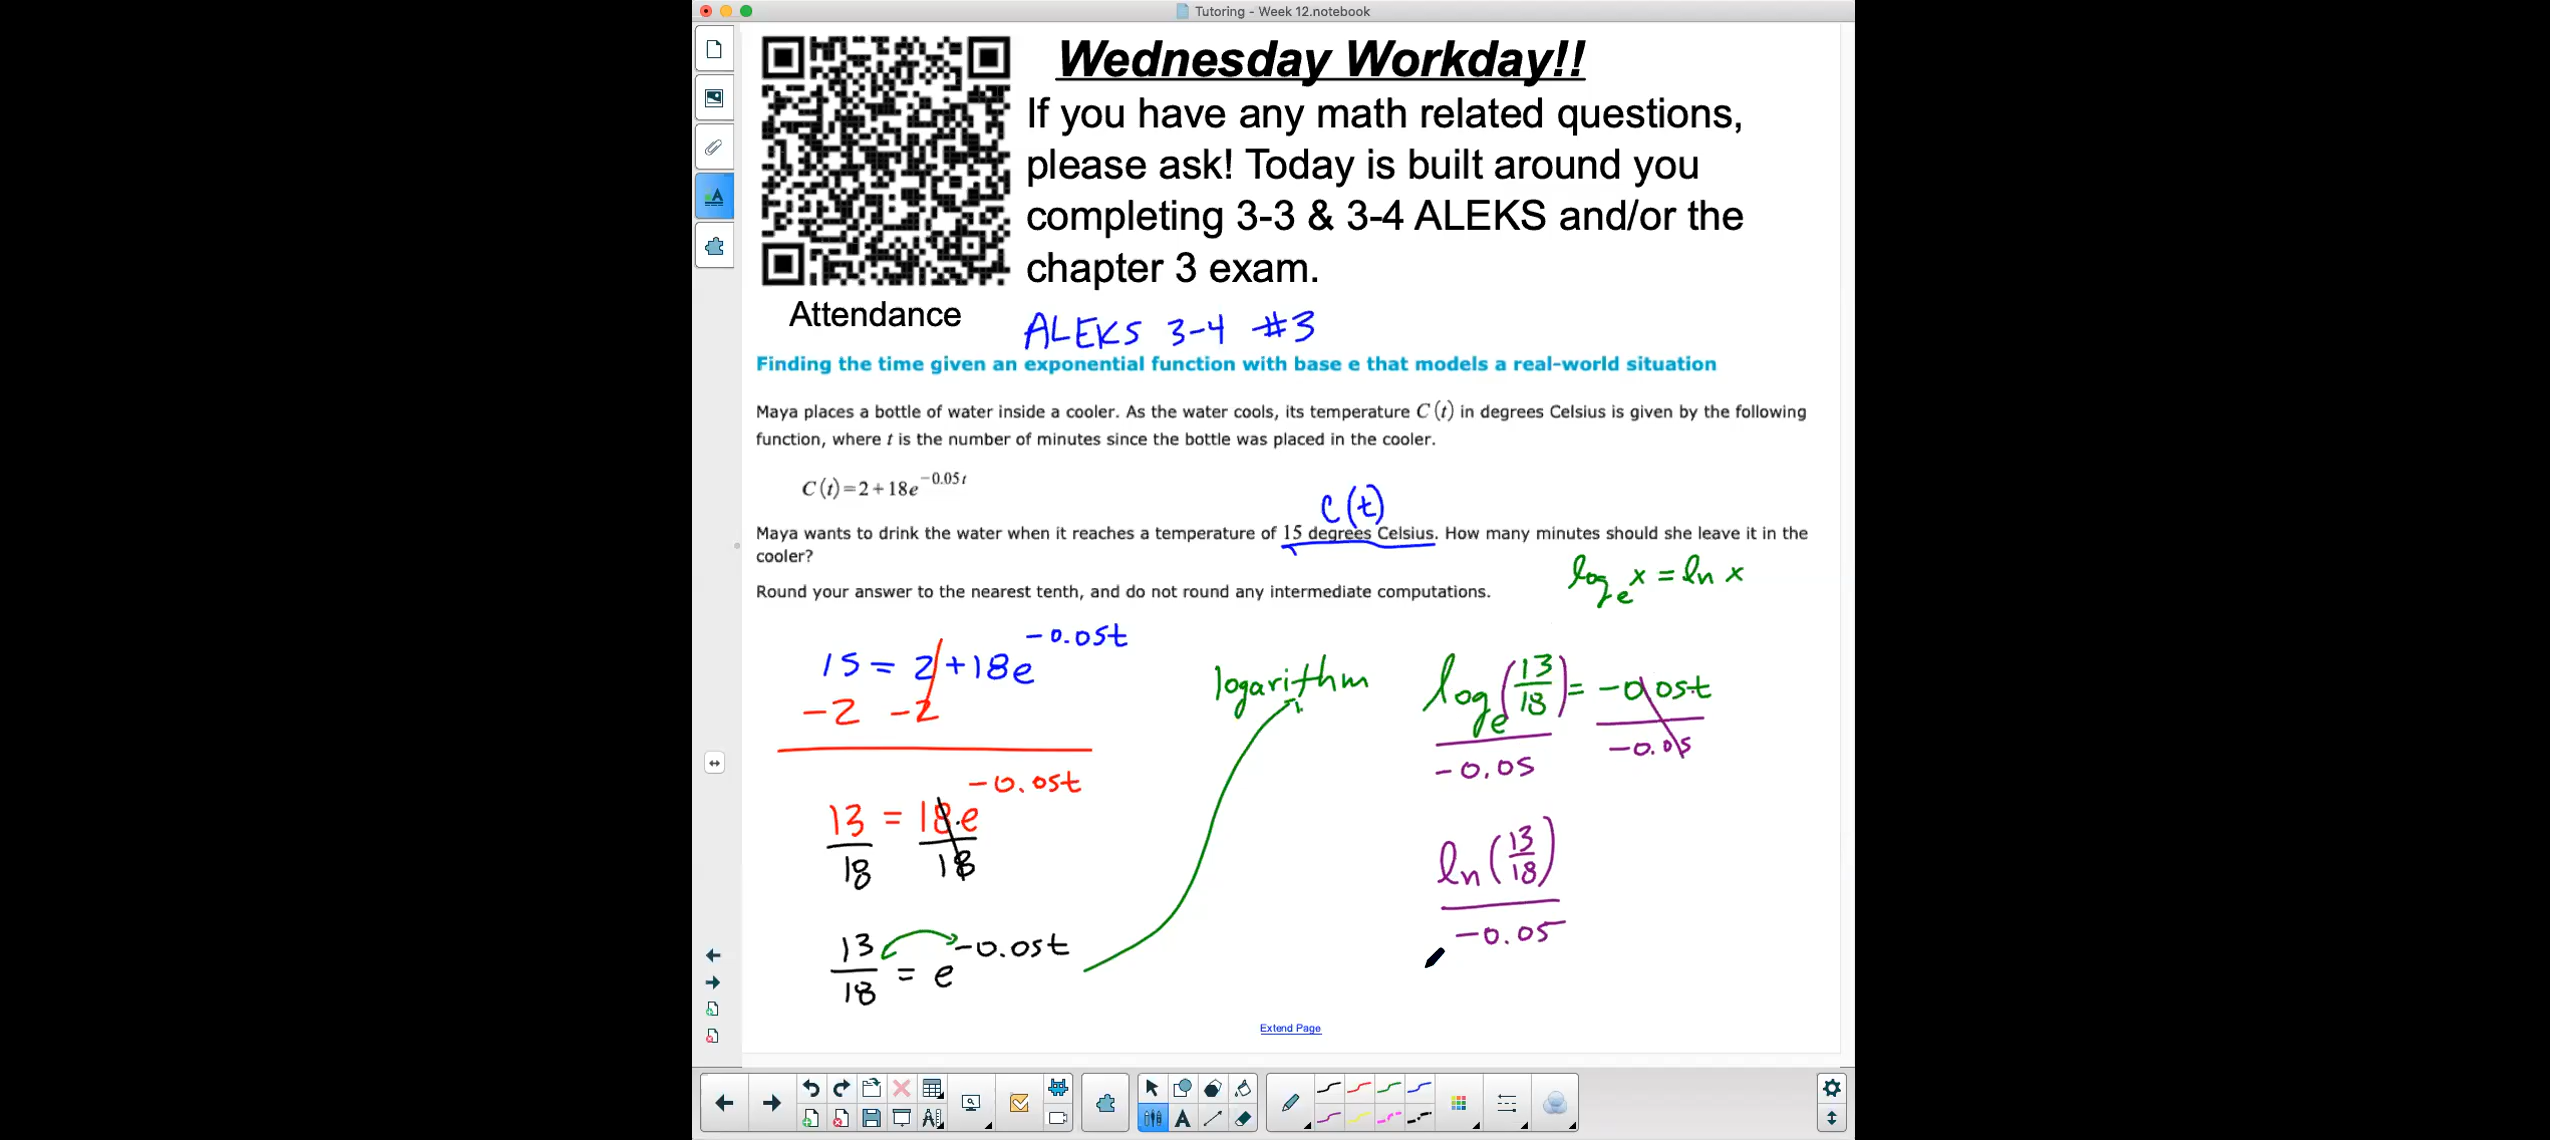 Tutoring - Week 12.notebook
Wednesday Workday!!
If you have any math related questions,
please ask! Today is built around you
completing 3-3 & 3-4 ALEKS and/or the
chapter 3 exam.
Attendance
ALEKS 3-4 #3
Finding the time given an exponential function with base e that models a real-world situation
Maya places a bottle of water inside a cooler. As the water cools, its temperature C(t) in degrees Celsius is given by the following
function, where t is the number of minutes since the bottle was placed in the cooler.
C(t)=2+18e^-0.05t
C(t)
Maya wants to drink the water when it reaches a temperature of 15 degrees Celsius. How many minutes should she leave it in the
cooler?
log_e x = ln x
Round your answer to the nearest tenth, and do not round any intermediate computations.
15 = 2 + 18e^-0.05t
-2 -2
13 = 18·e^-0.05t
18 18
13/18 = e^-0.05t
logarithm
log_e(13/18) = -0.05t
-0.05 -0.05
ln(13/18)
-0.05
Extend Page